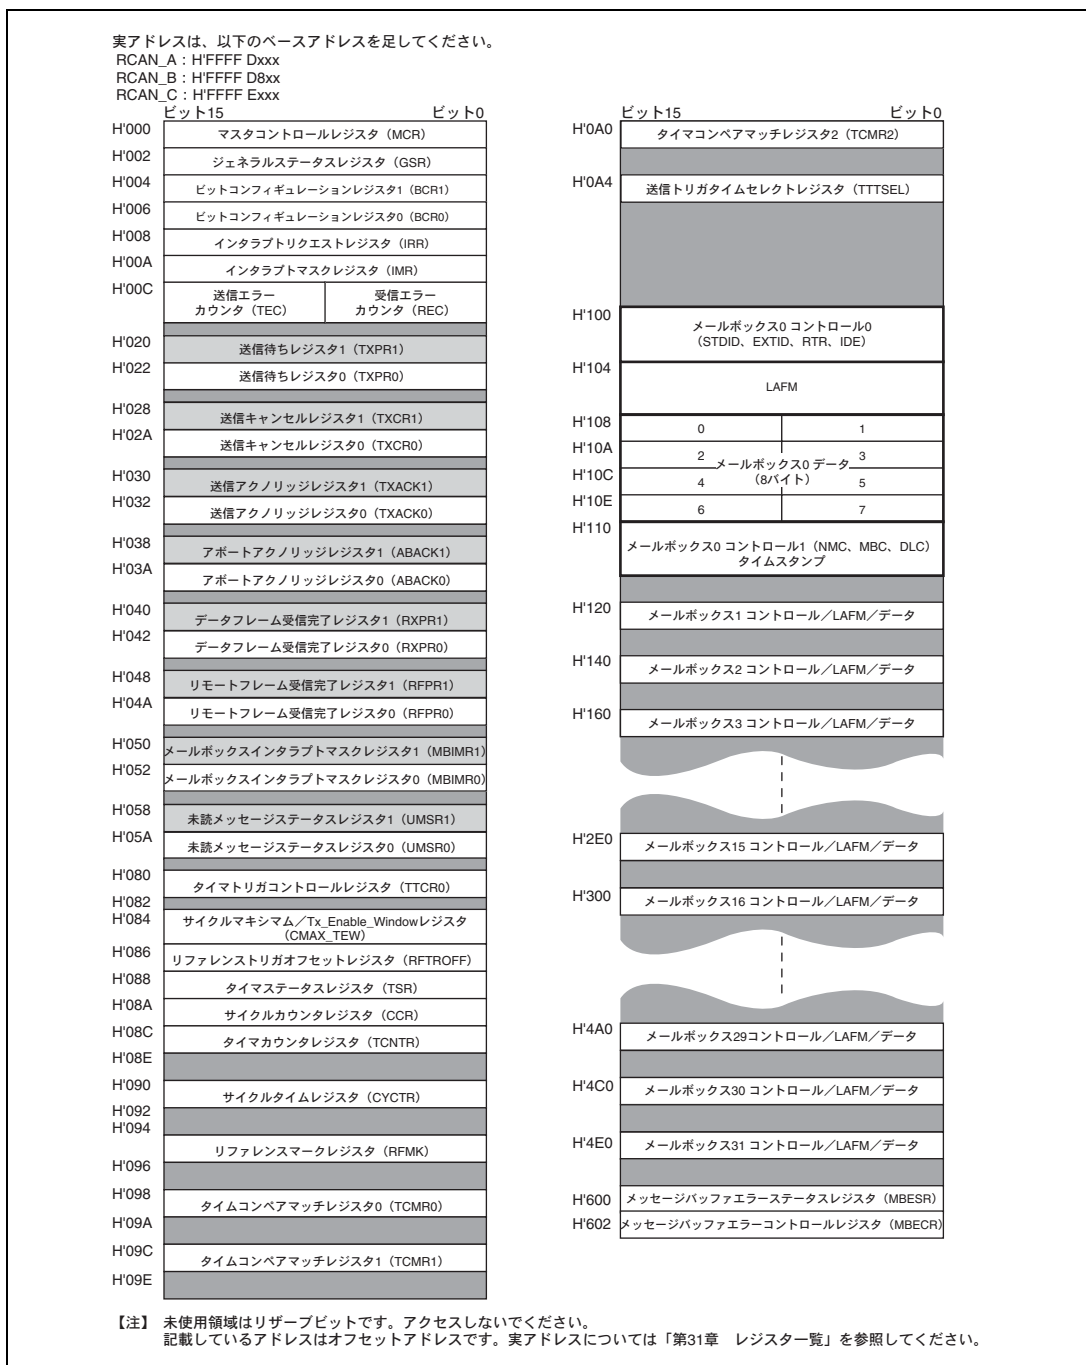 実アドレスは、以下のベースアドレスを足してください。
RCAN_A：H'FFFF Dxxx
RCAN_B：H'FFFF D8xx
RCAN_C：H'FFFF Exxx
ビット15 ビット0
H'000 マスタコントロールレジスタ（MCR）
H'002 ジェネラルステータスレジスタ（GSR）
H'004 ビットコンフィギュレーションレジスタ1（BCR1）
H'006 ビットコンフィギュレーションレジスタ0（BCR0）
H'008 インタラプトリクエストレジスタ（IRR）
H'00A インタラプトマスクレジスタ（IMR）
H'00C 送信エラー 受信エラー
カウンタ（TEC） カウンタ（REC）
H'020 送信待ちレジスタ1（TXPR1）
H'022 送信待ちレジスタ0（TXPR0）
H'028 送信キャンセルレジスタ1（TXCR1）
H'02A 送信キャンセルレジスタ0（TXCR0）
H'030 送信アクノリッジレジスタ1（TXACK1）
H'032 送信アクノリッジレジスタ0（TXACK0）
H'038 アボートアクノリッジレジスタ1（ABACK1）
H'03A アボートアクノリッジレジスタ0（ABACK0）
H'040 データフレーム受信完了レジスタ1（RXPR1）
H'042 データフレーム受信完了レジスタ0（RXPR0）
H'048 リモートフレーム受信完了レジスタ1（RFPR1）
H'04A リモートフレーム受信完了レジスタ0（RFPR0）
H'050 メールボックスインタラプトマスクレジスタ1（MBIMR1）
H'052 メールボックスインタラプトマスクレジスタ0（MBIMR0）
H'058 未読メッセージステータスレジスタ1（UMSR1）
H'05A 未読メッセージステータスレジスタ0（UMSR0）
H'080 タイマトリガコントロールレジスタ（TTCR0）
H'082
H'084 サイクルマキシマム／Tx_Enable_Windowレジスタ
（CMAX_TEW）
H'086 リファレンストリガオフセットレジスタ（RFTROFF）
H'088 タイマステータスレジスタ（TSR）
H'08A サイクルカウンタレジスタ（CCR）
H'08C タイマカウンタレジスタ（TCNTR）
H'08E
H'090 サイクルタイムレジスタ（CYCTR）
H'092
H'094
リファレンスマークレジスタ（RFMK）
H'096
H'098 タイムコンペアマッチレジスタ0（TCMR0）
H'09A
H'09C タイムコンペアマッチレジスタ1（TCMR1）
H'09E
ビット15 ビット0
H'0A0 タイマコンペアマッチレジスタ2（TCMR2）
H'0A4 送信トリガタイムセレクトレジスタ（TTTSEL）
H'100 メールボックス0 コントロール0
（STDID、EXTID、RTR、IDE）
H'104 LAFM
H'108 0 1
H'10A 2 3
メールボックス0 データ
（8バイト）
H'10C 4 5
H'10E 6 7
H'110 メールボックス0 コントロール1（NMC、MBC、DLC）
タイムスタンプ
H'120 メールボックス1 コントロール／LAFM／データ
H'140 メールボックス2 コントロール／LAFM／データ
H'160 メールボックス3 コントロール／LAFM／データ
H'2E0 メールボックス15 コントロール／LAFM／データ
H'300 メールボックス16 コントロール／LAFM／データ
H'4A0 メールボックス29コントロール／LAFM／データ
H'4C0 メールボックス30 コントロール／LAFM／データ
H'4E0 メールボックス31 コントロール／LAFM／データ
H'600 メッセージバッファエラーステータスレジスタ（MBESR）
H'602 メッセージバッファエラーコントロールレジスタ（MBECR）
【注】 未使用領域はリザーブビットです。アクセスしないでください。
記載しているアドレスはオフセットアドレスです。実アドレスについては「第31章 レジスタ一覧」を参照してください。